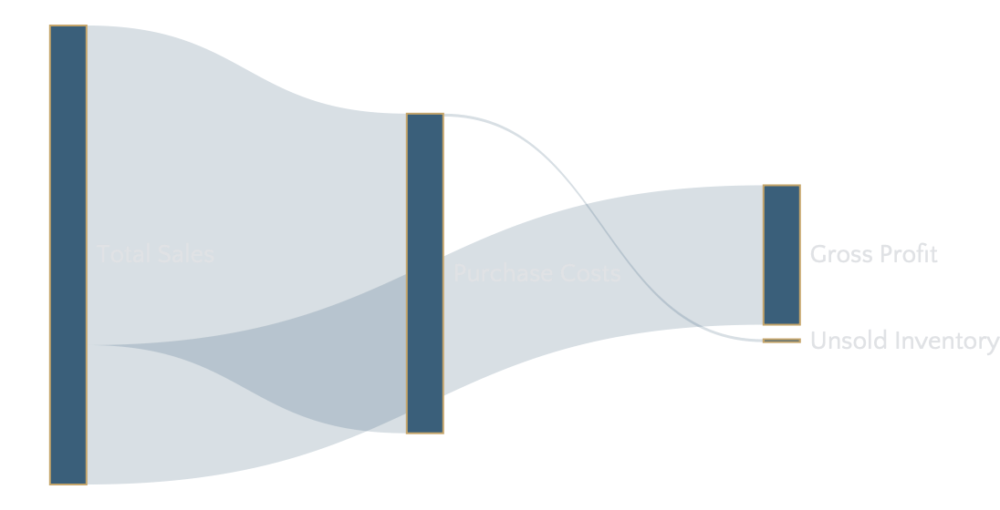 Total Sales
Purchase Costs
Gross Profit
Unsold Inventory